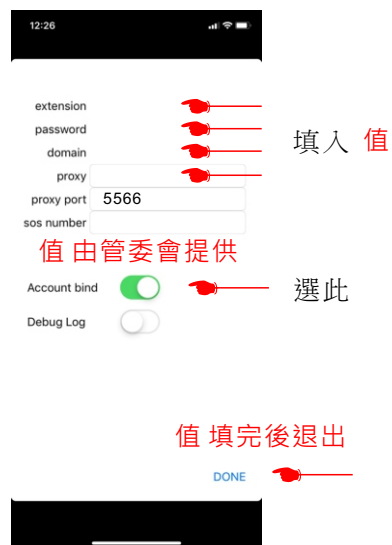 12:26
extension
password
domain
填入 值
proxy
proxy port 5566
sos number
值 由管委會提供
Account bind
選此
Debug Log
值 填完後退出
DONE